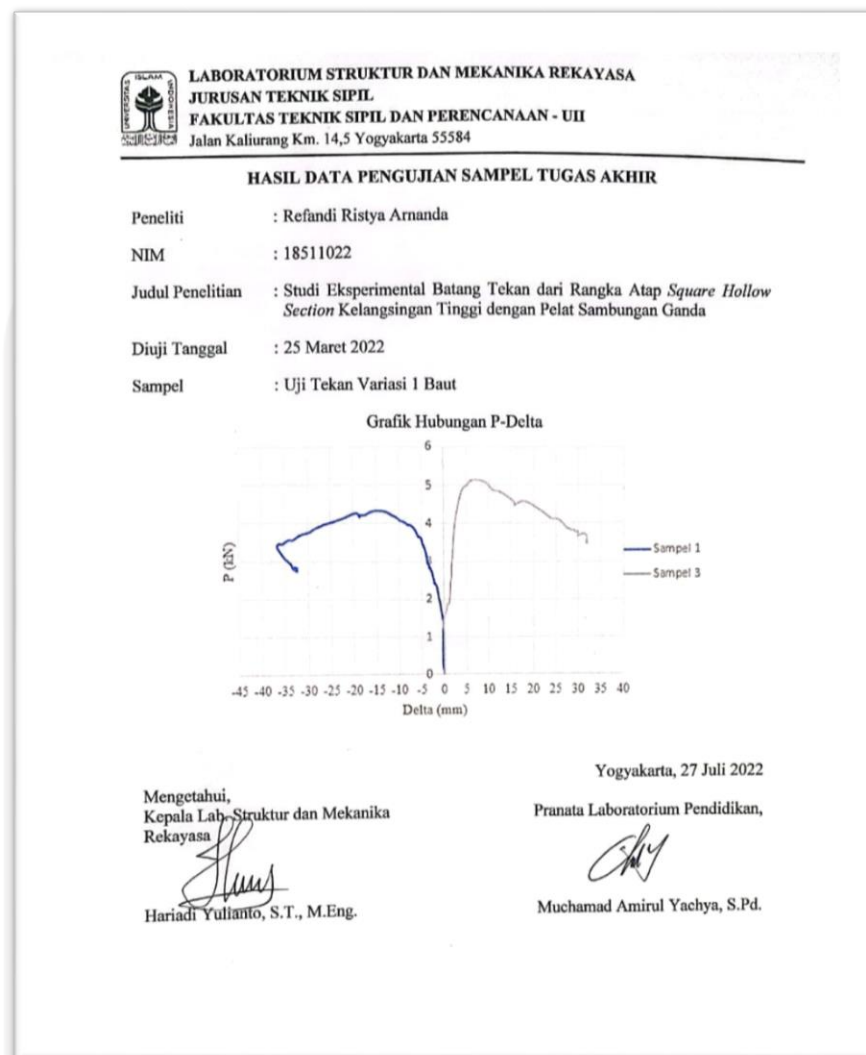 ISLAM
UNIVERSITAS
INDONESIA
LABORATORIUM STRUKTUR DAN MEKANIKA REKAYASA
JURUSAN TEKNIK SIPIL
FAKULTAS TEKNIK SIPIL DAN PERENCANAAN - UII
Jalan Kaliurang Km. 14,5 Yogyakarta 55584
HASIL DATA PENGUJIAN SAMPEL TUGAS AKHIR
Peneliti : Refandi Ristya Arnanda
NIM : 18511022
Judul Penelitian : Studi Eksperimental Batang Tekan dari Rangka Atap Square Hollow
Section Kelangsingan Tinggi dengan Pelat Sambungan Ganda
Diuji Tanggal : 25 Maret 2022
Sampel : Uji Tekan Variasi 1 Baut
Grafik Hubungan P-Delta
6
5
4
3
2
1
0
P (kN)
Sampel 1
Sampel 3
-45 -40 -35 -30 -25 -20 -15 -10 -5 0 5 10 15 20 25 30 35 40
Delta (mm)
Yogyakarta, 27 Juli 2022
Mengetahui,
Kepala Lab. Struktur dan Mekanika
Rekayasa
Hariadi Yulianto, S.T., M.Eng.
Pranata Laboratorium Pendidikan,
Muchamad Amirul Yachya, S.Pd.